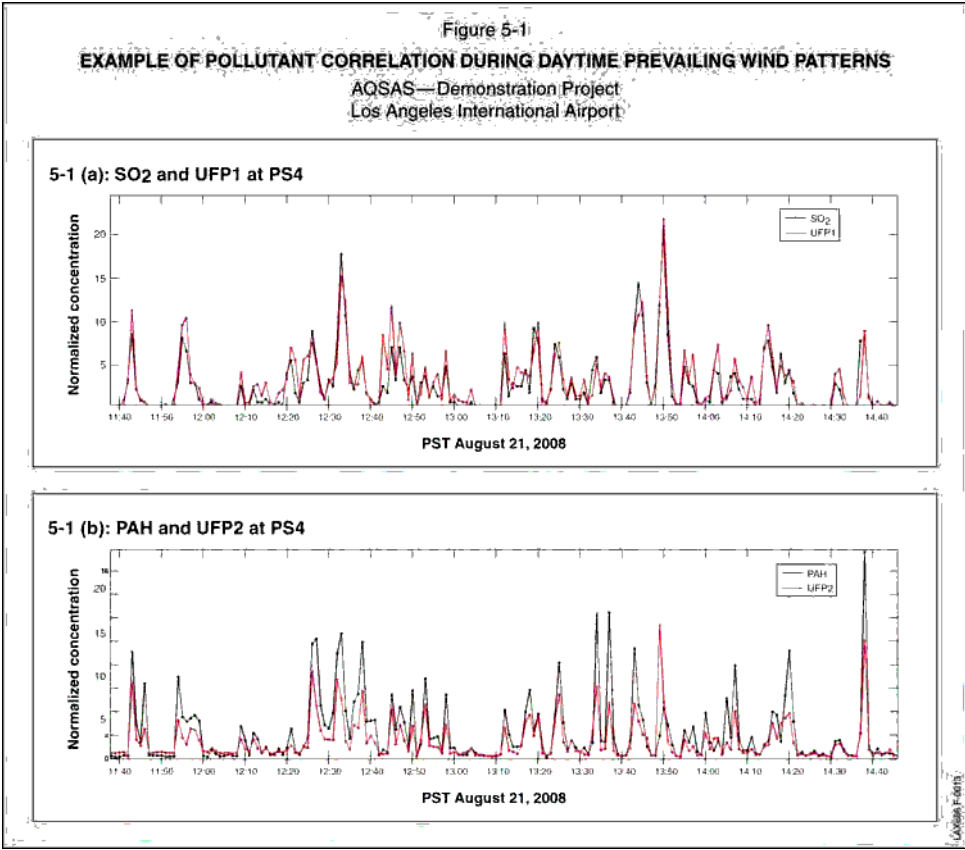 Figure 5-1
EXAMPLE OF POLLUTANT CORRELATION DURING DAYTIME PREVAILING WIND PATTERNS
AQSAS—Demonstration Project
Los Angeles International Airport
5-1 (a): SO2 and UFP1 at PS4
Normalized concentration
20
15
10
5
SO2
UFP1
11:40 11:50 12:00 12:10 12:20 12:30 12:40 12:50 13:00 13:10 13:20 13:30 13:40 13:50 14:00 14:10 14:20 14:30 14:40
PST August 21, 2008
5-1 (b): PAH and UFP2 at PS4
Normalized concentration
20
15
10
5
0
PAH
UFP2
11:40 11:50 12:00 12:10 12:20 12:30 12:40 12:50 13:00 13:10 13:20 13:30 13:40 13:50 14:00 14:10 14:20 14:30 14:40
PST August 21, 2008